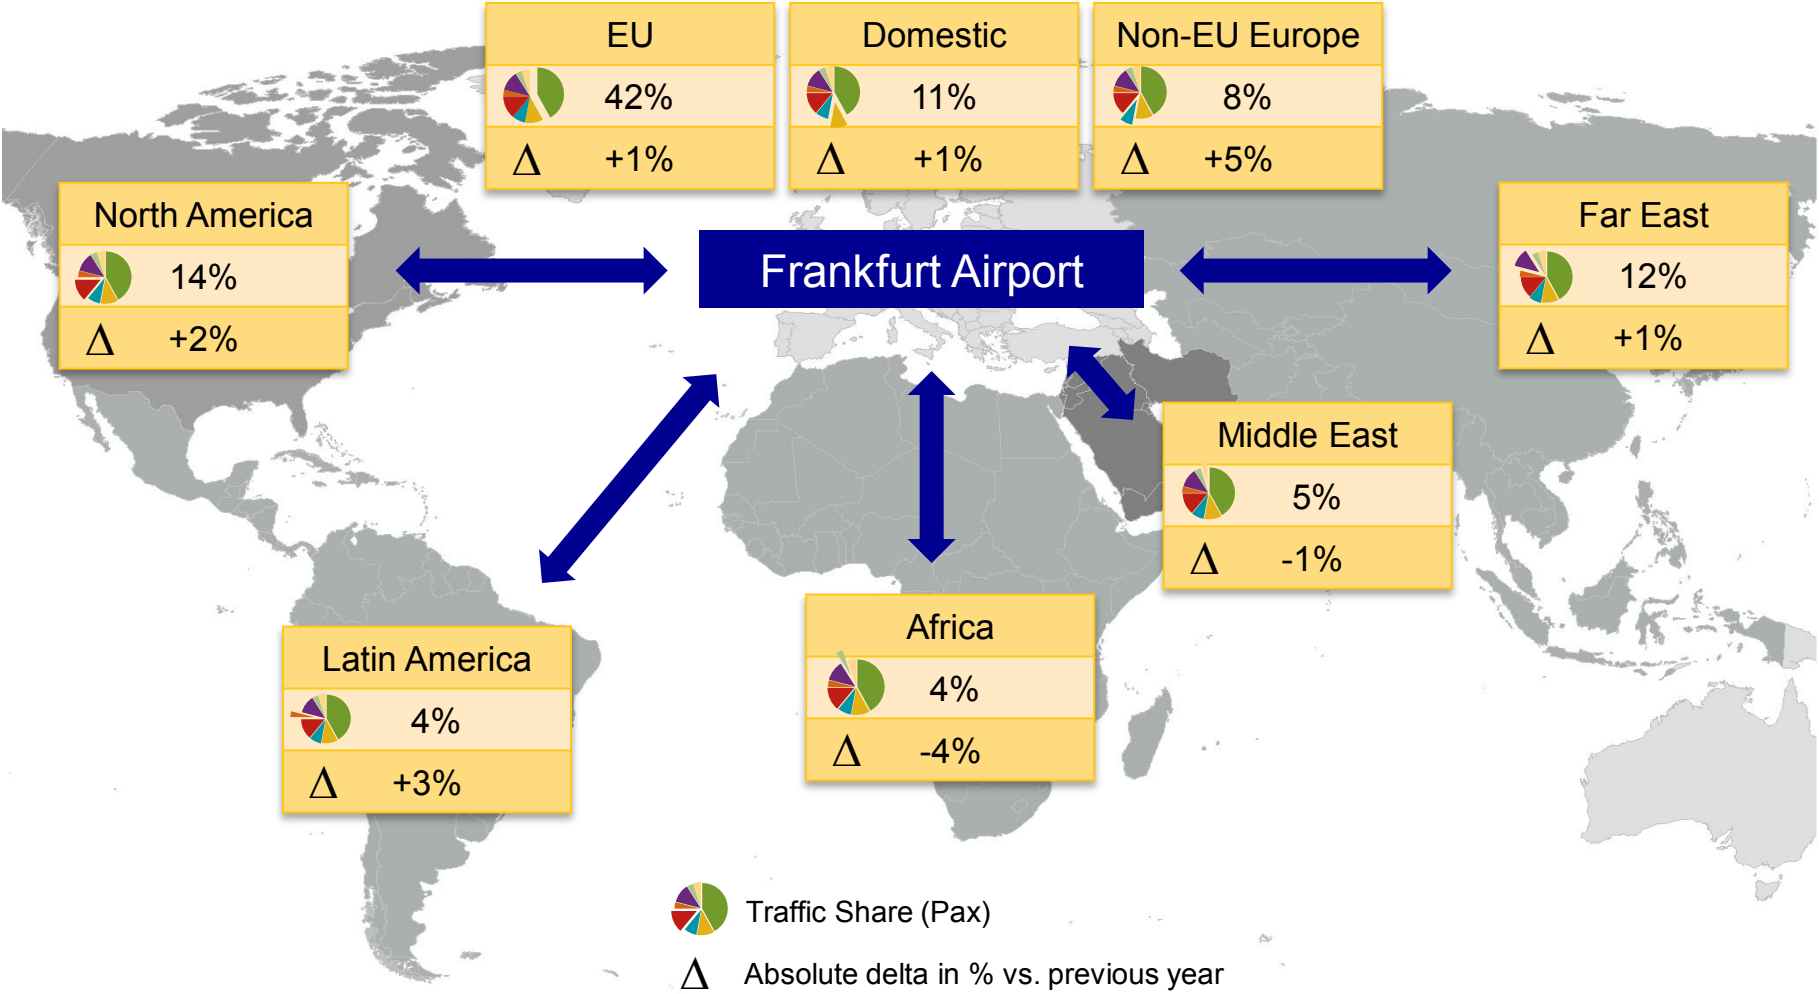 EU
42%
Δ +1%
Domestic
11%
Δ +1%
Non-EU Europe
8%
Δ +5%
North America
14%
Δ +2%
Frankfurt Airport
Far East
12%
Δ +1%
Middle East
5%
Δ -1%
Latin America
4%
Δ +3%
Africa
4%
Δ -4%
Traffic Share (Pax)
Δ Absolute delta in % vs. previous year